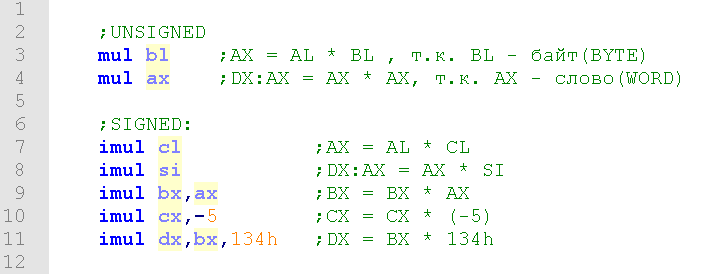 1
2 ;UNSIGNED
3 mul bl ;AX = AL * BL , т.к. BL - байт(BYTE)
4 mul ax ;DX:AX = AX * AX, т.к. AX - слово(WORD)
5
6 ;SIGNED:
7 imul cl ;AX = AL * CL
8 imul si ;DX:AX = AX * SI
9 imul bx,ax ;BX = BX * AX
10 imul cx,-5 ;CX = CX * (-5)
11 imul dx,bx,134h ;DX = BX * 134h
12